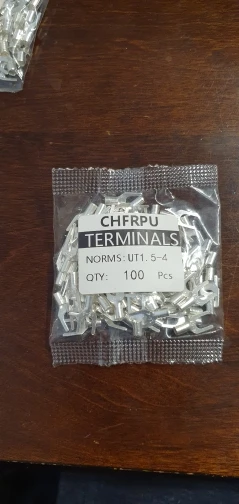 CHFRPU
TERMINALS
NORMS: UT1.5-4
QTY: 100 Pcs